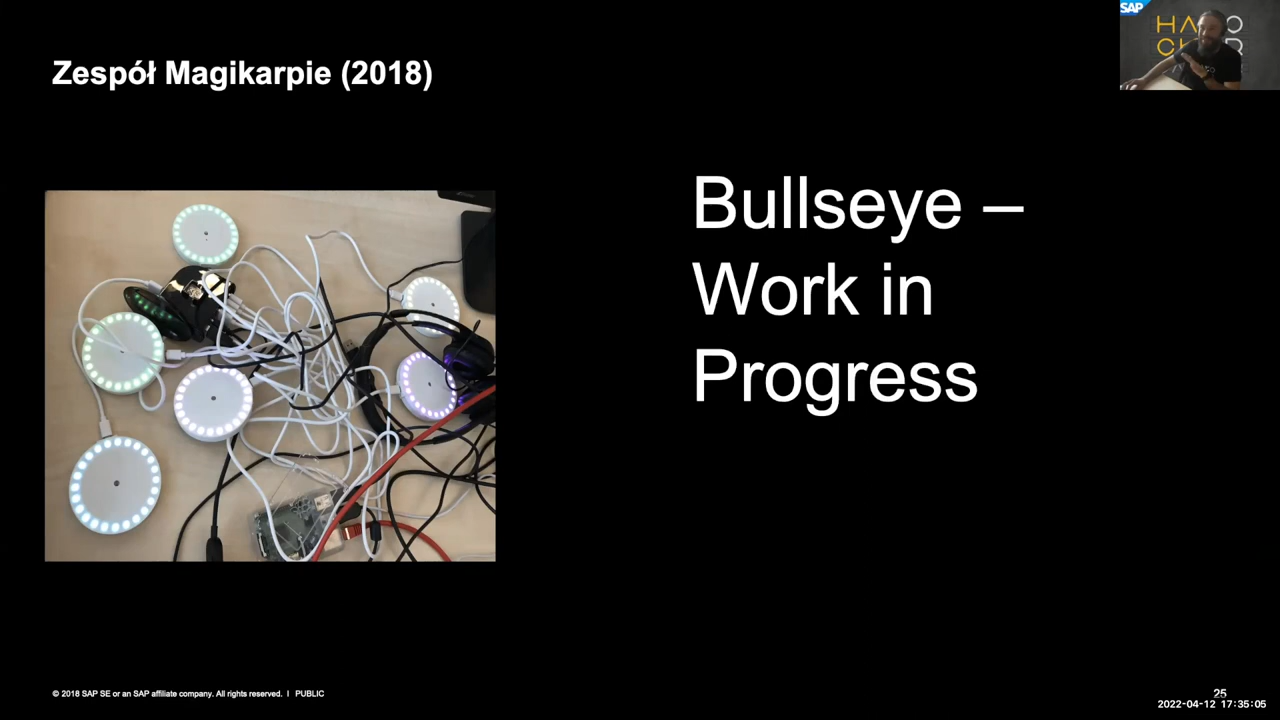 SAP
Zespół Magikarpie (2018)
Bullseye –
Work in
Progress
© 2018 SAP SE or an SAP affiliate company. All rights reserved. I PUBLIC
25
2022-04-12 17:35:05